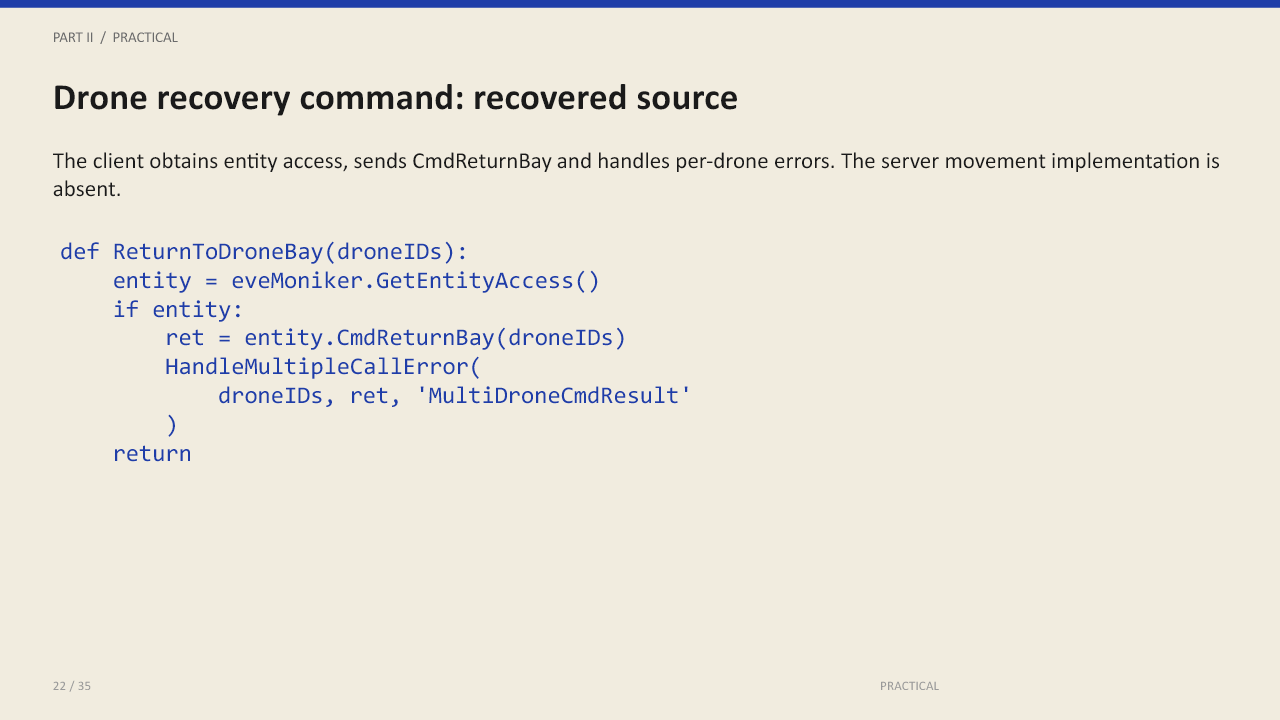 PART II / PRACTICAL
Drone recovery command: recovered source
The client obtains entity access, sends CmdReturnBay and handles per-drone errors. The server movement implementation is
absent.
def ReturnToDroneBay(droneIDs):
    entity = eveMoniker.GetEntityAccess()
    if entity:
        ret = entity.CmdReturnBay(droneIDs)
        HandleMultipleCallError(
            droneIDs, ret, 'MultiDroneCmdResult'
        )
    return
22 / 35
PRACTICAL